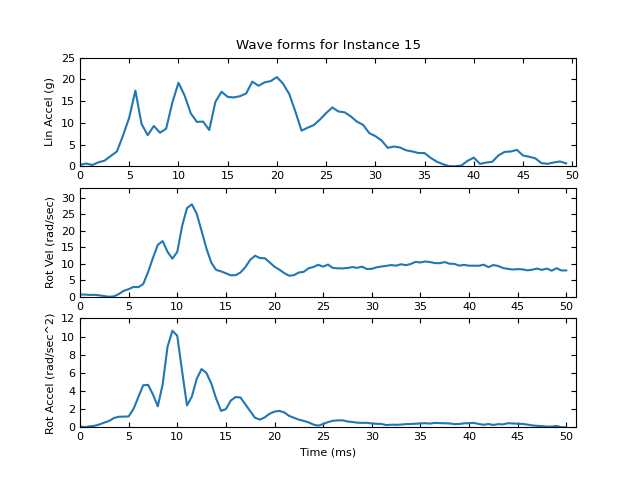 Wave forms for Instance 15
Lin Accel (g)
25
20
15
10
5
0
0 5 10 15 20 25 30 35 40 45 50
Rot Vel (rad/sec)
30
25
20
15
10
5
0
0 5 10 15 20 25 30 35 40 45 50
Rot Accel (rad/sec^2)
12
10
8
6
4
2
0
0 5 10 15 20 25 30 35 40 45 50
Time (ms)